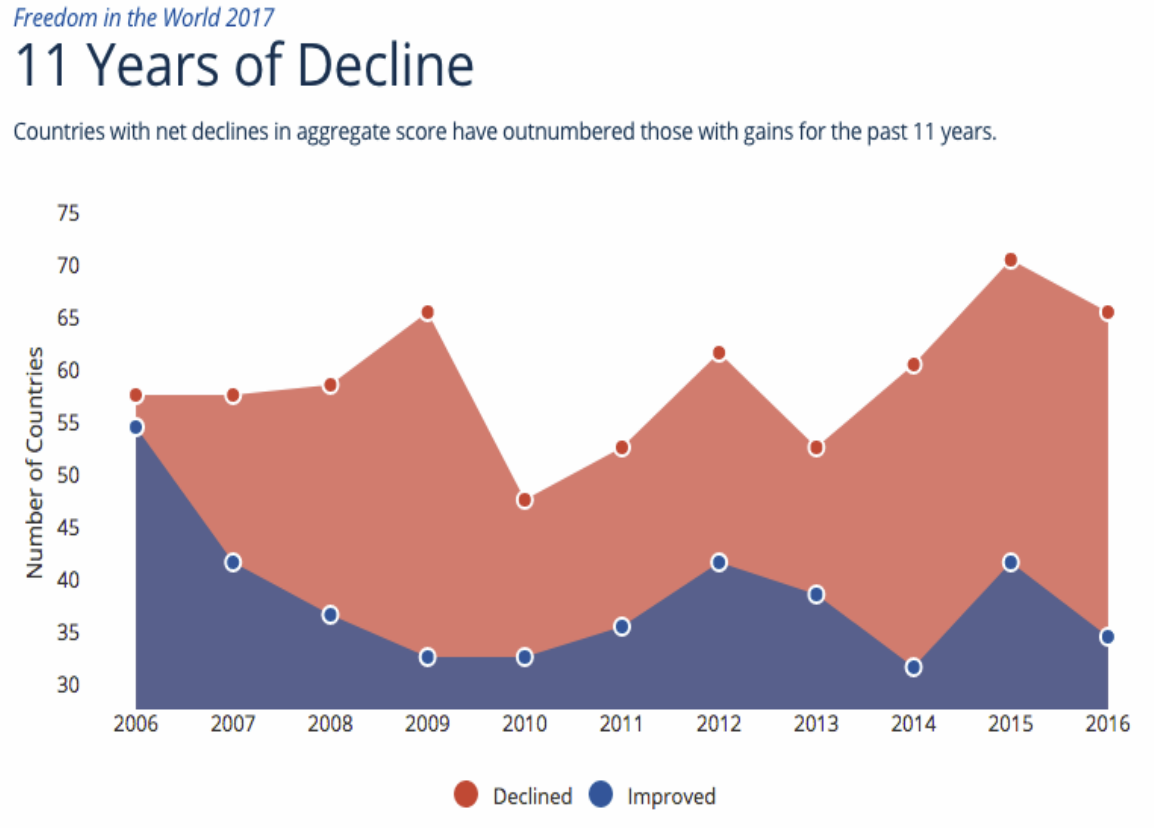 Freedom in the World 2017
11 Years of Decline
Countries with net declines in aggregate score have outnumbered those with gains for the past 11 years.
75
70
65
60
55
50
45
40
35
30
Number of Countries
2006 2007 2008 2009 2010 2011 2012 2013 2014 2015 2016
Declined Improved